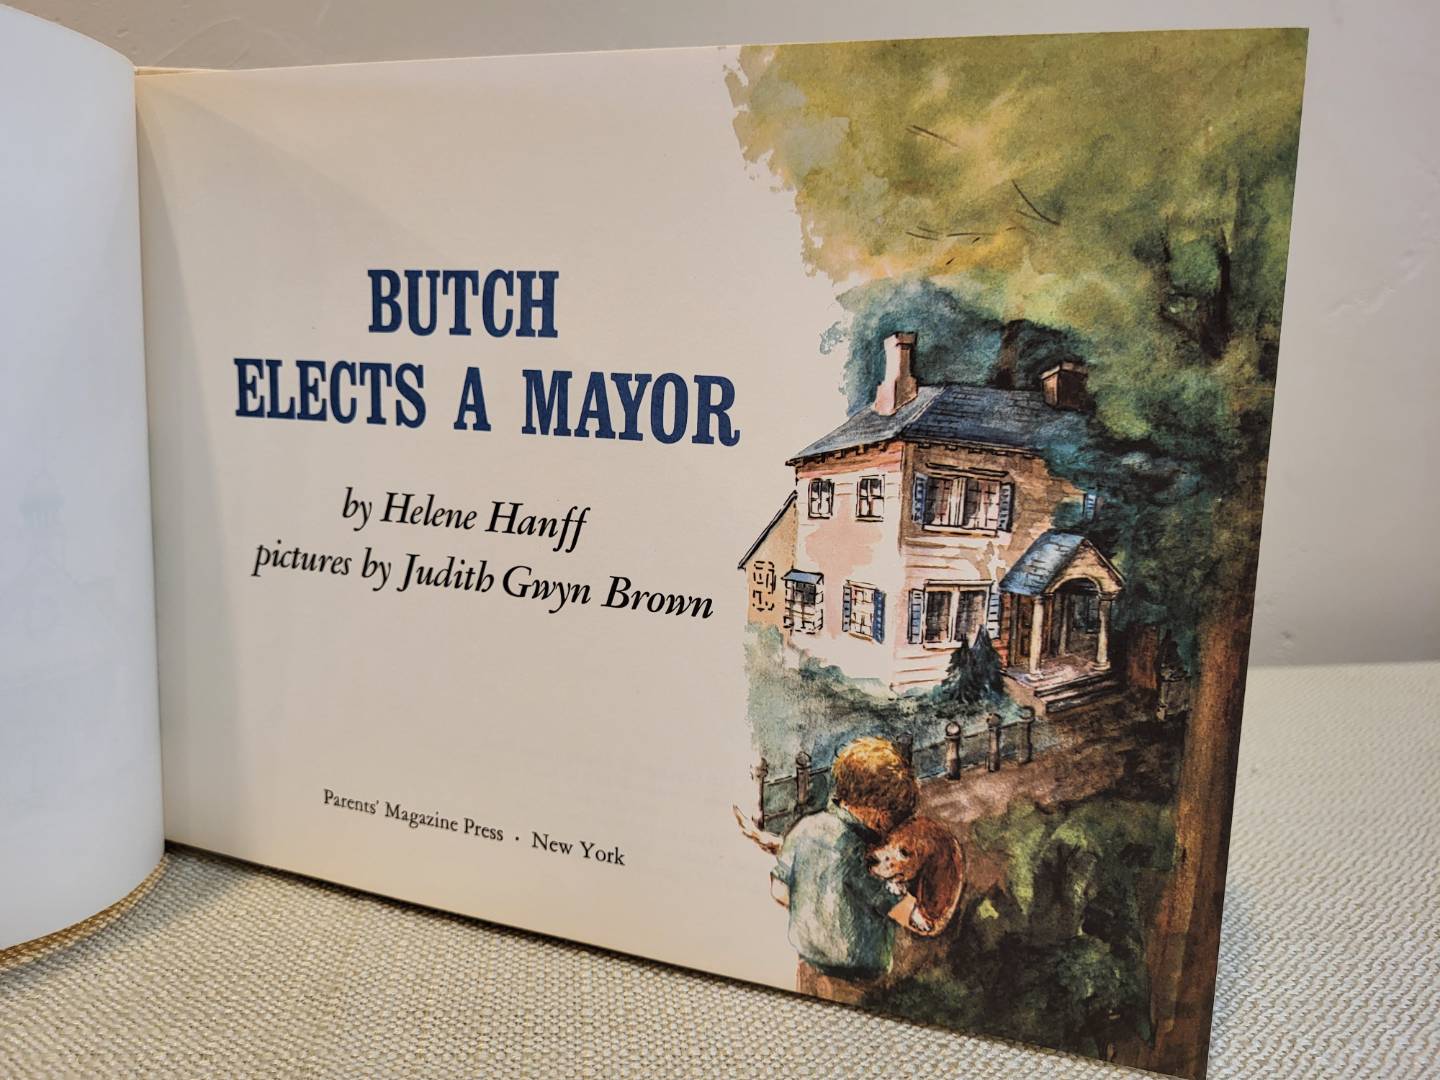 BUTCH
ELECTS A MAYOR
by Helene Hanff
pictures by Judith Gwyn Brown
Parents' Magazine Press · New York